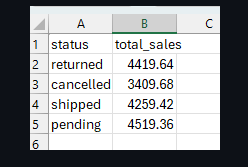 A B C
1 status total_sales
2 returned 4419.64
3 cancelled 3409.68
4 shipped 4259.42
5 pending 4519.36
6